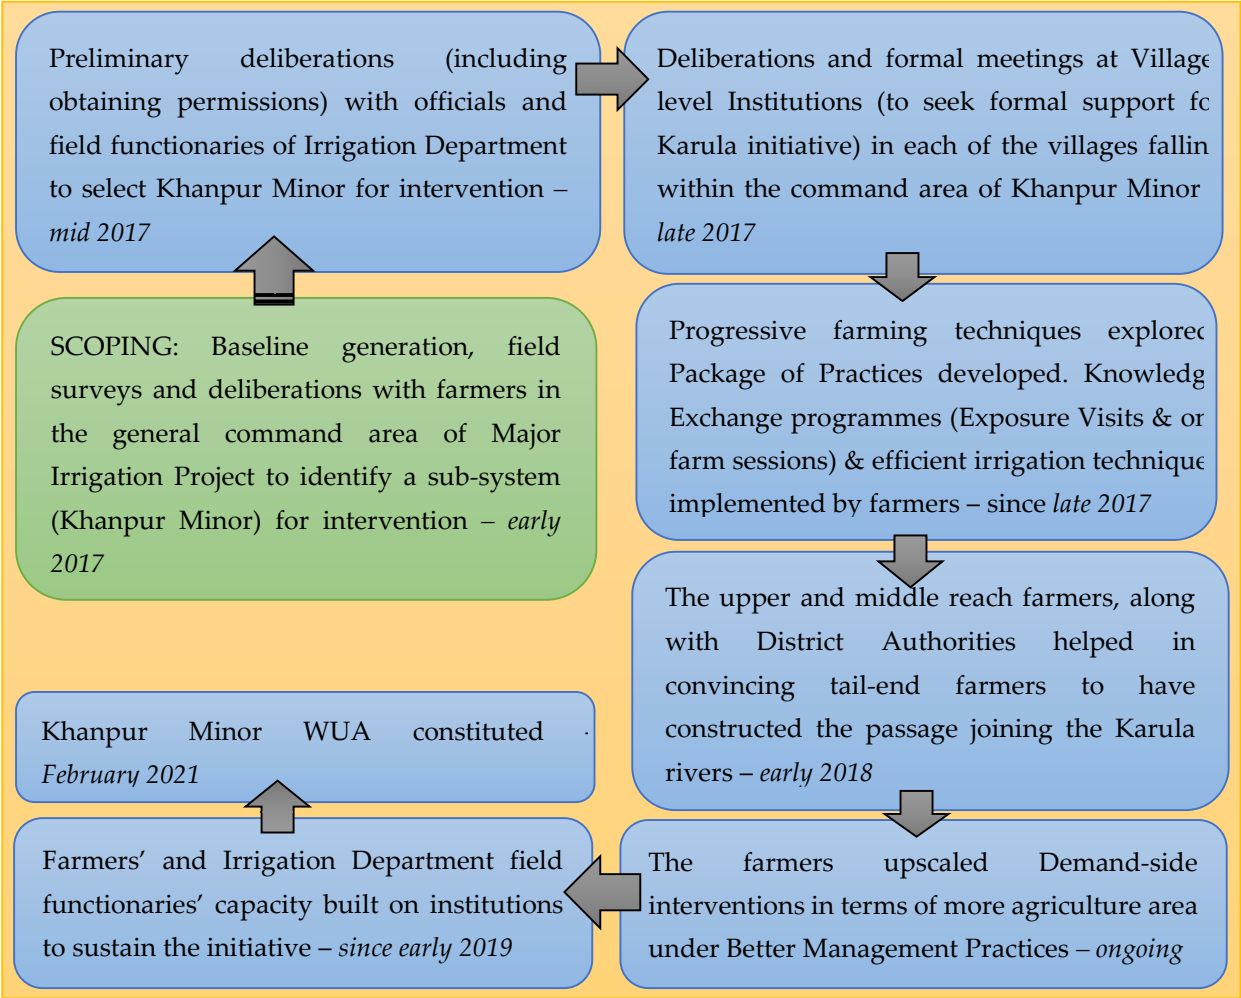 Preliminary deliberations (including
obtaining permissions) with officials and
field functionaries of Irrigation Department
to select Khanpur Minor for intervention –
mid 2017
Deliberations and formal meetings at Village
level Institutions (to seek formal support fo
Karula initiative) in each of the villages fallin
within the command area of Khanpur Minor
late 2017
SCOPING: Baseline generation, field
surveys and deliberations with farmers in
the general command area of Major
Irrigation Project to identify a sub-system
(Khanpur Minor) for intervention – early
2017
Progressive farming techniques explored
Package of Practices developed. Knowledg
Exchange programmes (Exposure Visits & on
farm sessions) & efficient irrigation technique
implemented by farmers – since late 2017
The upper and middle reach farmers, along
with District Authorities helped in
convincing tail-end farmers to have
constructed the passage joining the Karula
rivers – early 2018
Khanpur Minor WUA constituted -
February 2021
Farmers’ and Irrigation Department field
functionaries’ capacity built on institutions
to sustain the initiative – since early 2019
The farmers upscaled Demand-side
interventions in terms of more agriculture area
under Better Management Practices – ongoing